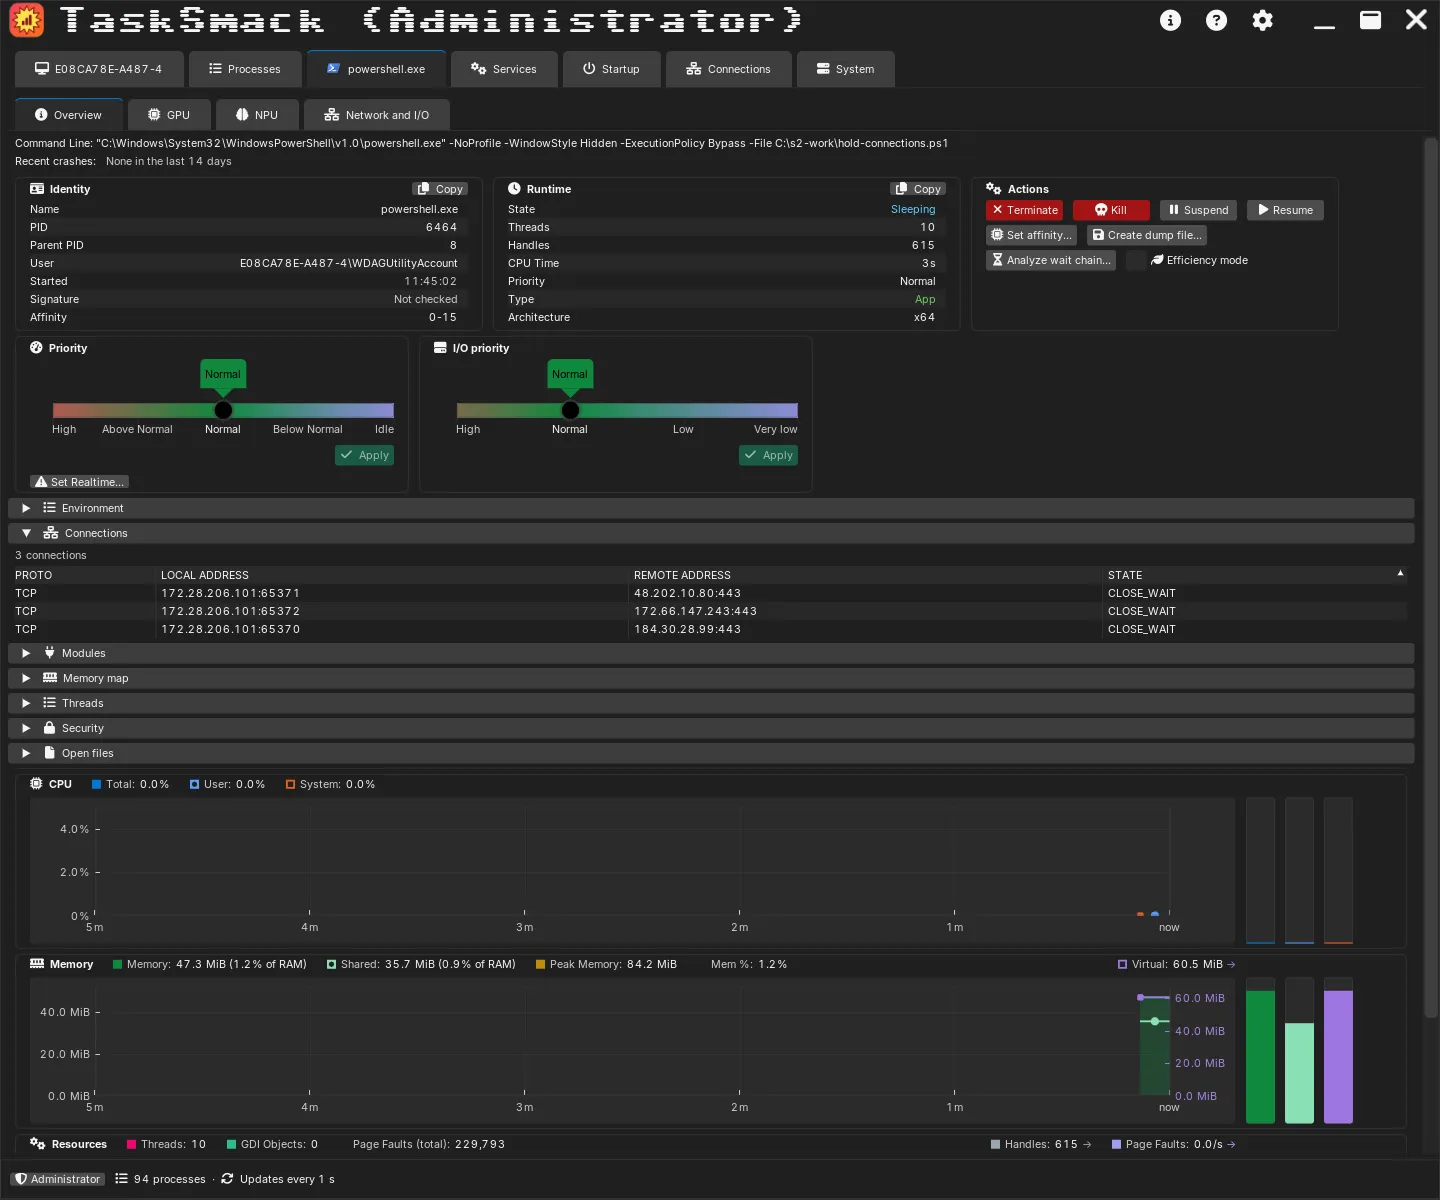 TaskSmack (Administrator)
E08CA78E-A487-4 Processes powershell.exe Services Startup Connections System
Overview GPU NPU Network and I/O
Command Line: "C:\Windows\System32\WindowsPowerShell\v1.0\powershell.exe" -NoProfile -WindowStyle Hidden -ExecutionPolicy Bypass -File C:\s2-work\hold-connections.ps1
Recent crashes: None in the last 14 days
Identity Copy
Name powershell.exe
PID 6464
Parent PID 8
User E08CA78E-A487-4\WDAGUtilityAccount
Started 11:45:02
Signature Not checked
Affinity 0-15
Runtime Copy
State Sleeping
Threads 10
Handles 615
CPU Time 3s
Priority Normal
Type App
Architecture x64
Actions
Terminate Kill Suspend Resume
Set affinity... Create dump file...
Analyze wait chain... Efficiency mode
Priority
Normal
High Above Normal Normal Below Normal Idle
Apply
Set Realtime...
I/O priority
Normal
High Normal Low Very low
Apply
Environment
Connections
3 connections
PROTO LOCAL ADDRESS REMOTE ADDRESS STATE
TCP 172.28.206.101:65371 48.202.10.80:443 CLOSE_WAIT
TCP 172.28.206.101:65372 172.66.147.243:443 CLOSE_WAIT
TCP 172.28.206.101:65370 184.30.28.99:443 CLOSE_WAIT
Modules
Memory map
Threads
Security
Open files
CPU Total: 0.0% User: 0.0% System: 0.0%
4.0%
2.0%
0%
5m 4m 3m 2m 1m now
Memory Memory: 47.3 MiB (1.2% of RAM) Shared: 35.7 MiB (0.9% of RAM) Peak Memory: 84.2 MiB Mem %: 1.2% Virtual: 60.5 MiB →
60.0 MiB
40.0 MiB 40.0 MiB
20.0 MiB 20.0 MiB
0.0 MiB 0.0 MiB
5m 4m 3m 2m 1m now
Resources Threads: 10 GDI Objects: 0 Page Faults (total): 229,793 Handles: 615 → Page Faults: 0.0/s →
Administrator 94 processes · Updates every 1 s